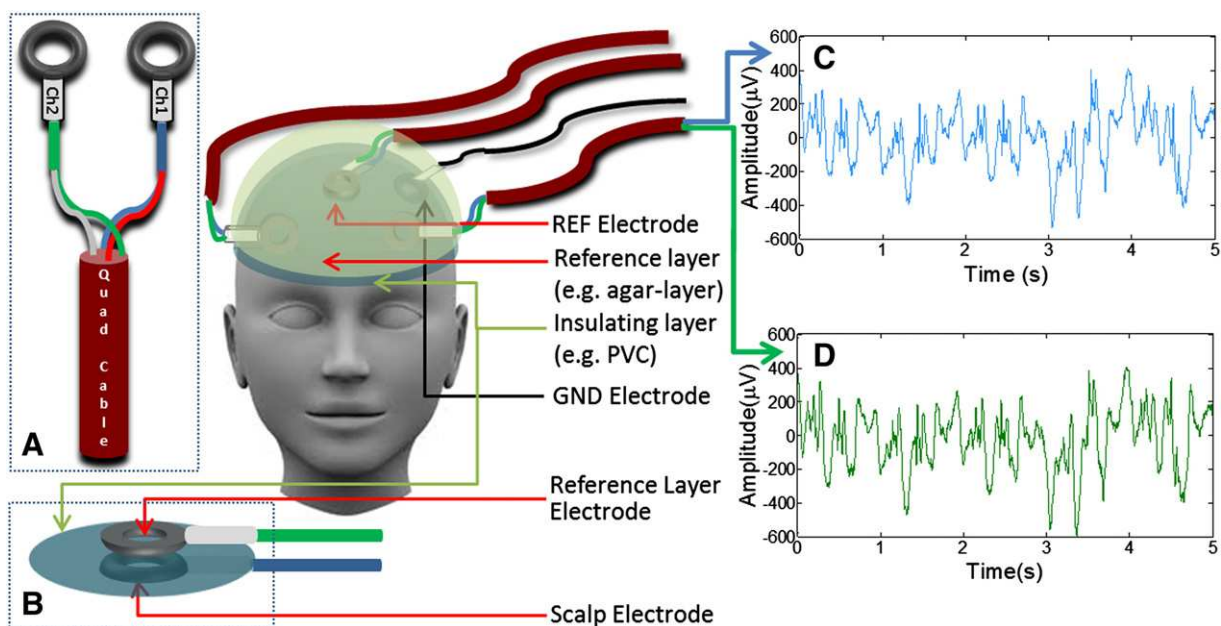 A
Ch2
Ch1
Quad Cable
B
REF Electrode
Reference layer
(e.g. agar-layer)
Insulating layer
(e.g. PVC)
GND Electrode
Reference Layer
Electrode
Scalp Electrode
C
Amplitude(μV)
600
400
200
0
-200
-400
-600
0 1 2 3 4 5
Time (s)
D
Amplitude(μV)
600
400
200
0
-200
-400
-600
0 1 2 3 4 5
Time(s)